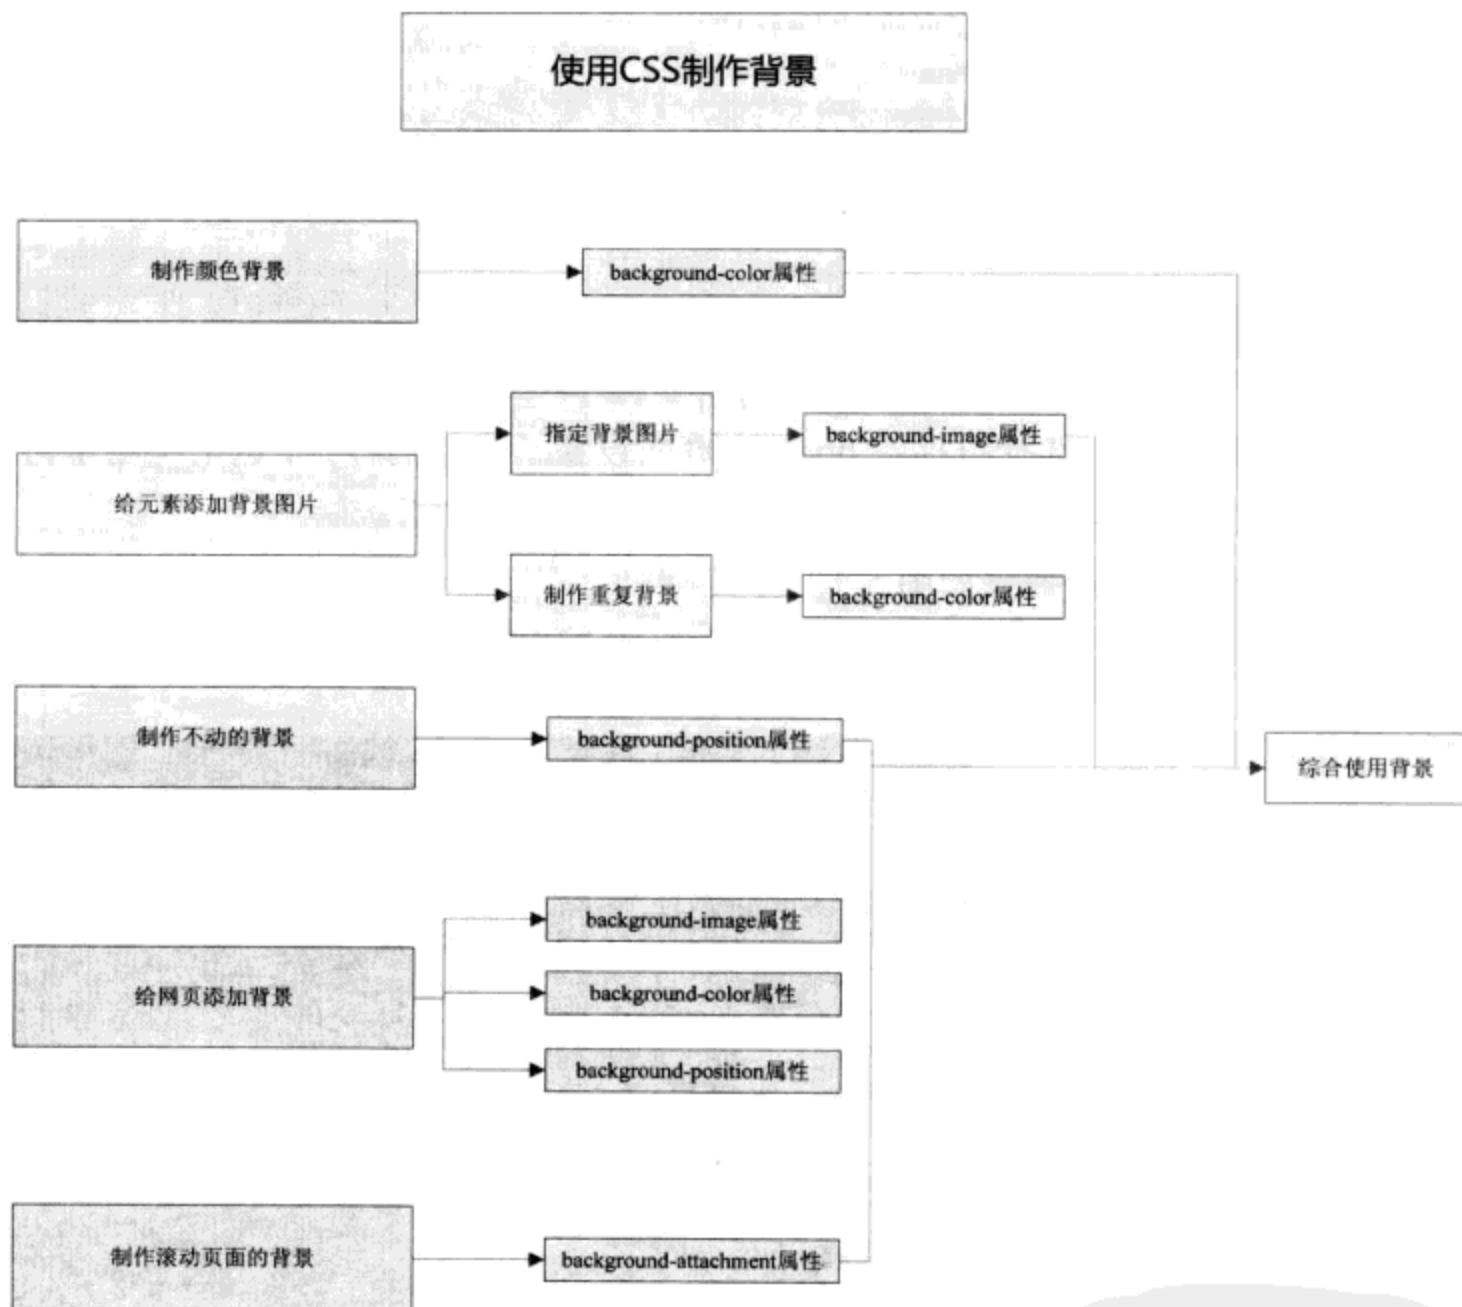 使用CSS制作背景
制作颜色背景
background-color属性
给元素添加背景图片
指定背景图片
background-image属性
制作重复背景
background-color属性
制作不动的背景
background-position属性
综合使用背景
给网页添加背景
background-image属性
background-color属性
background-position属性
制作滚动页面的背景
background-attachment属性